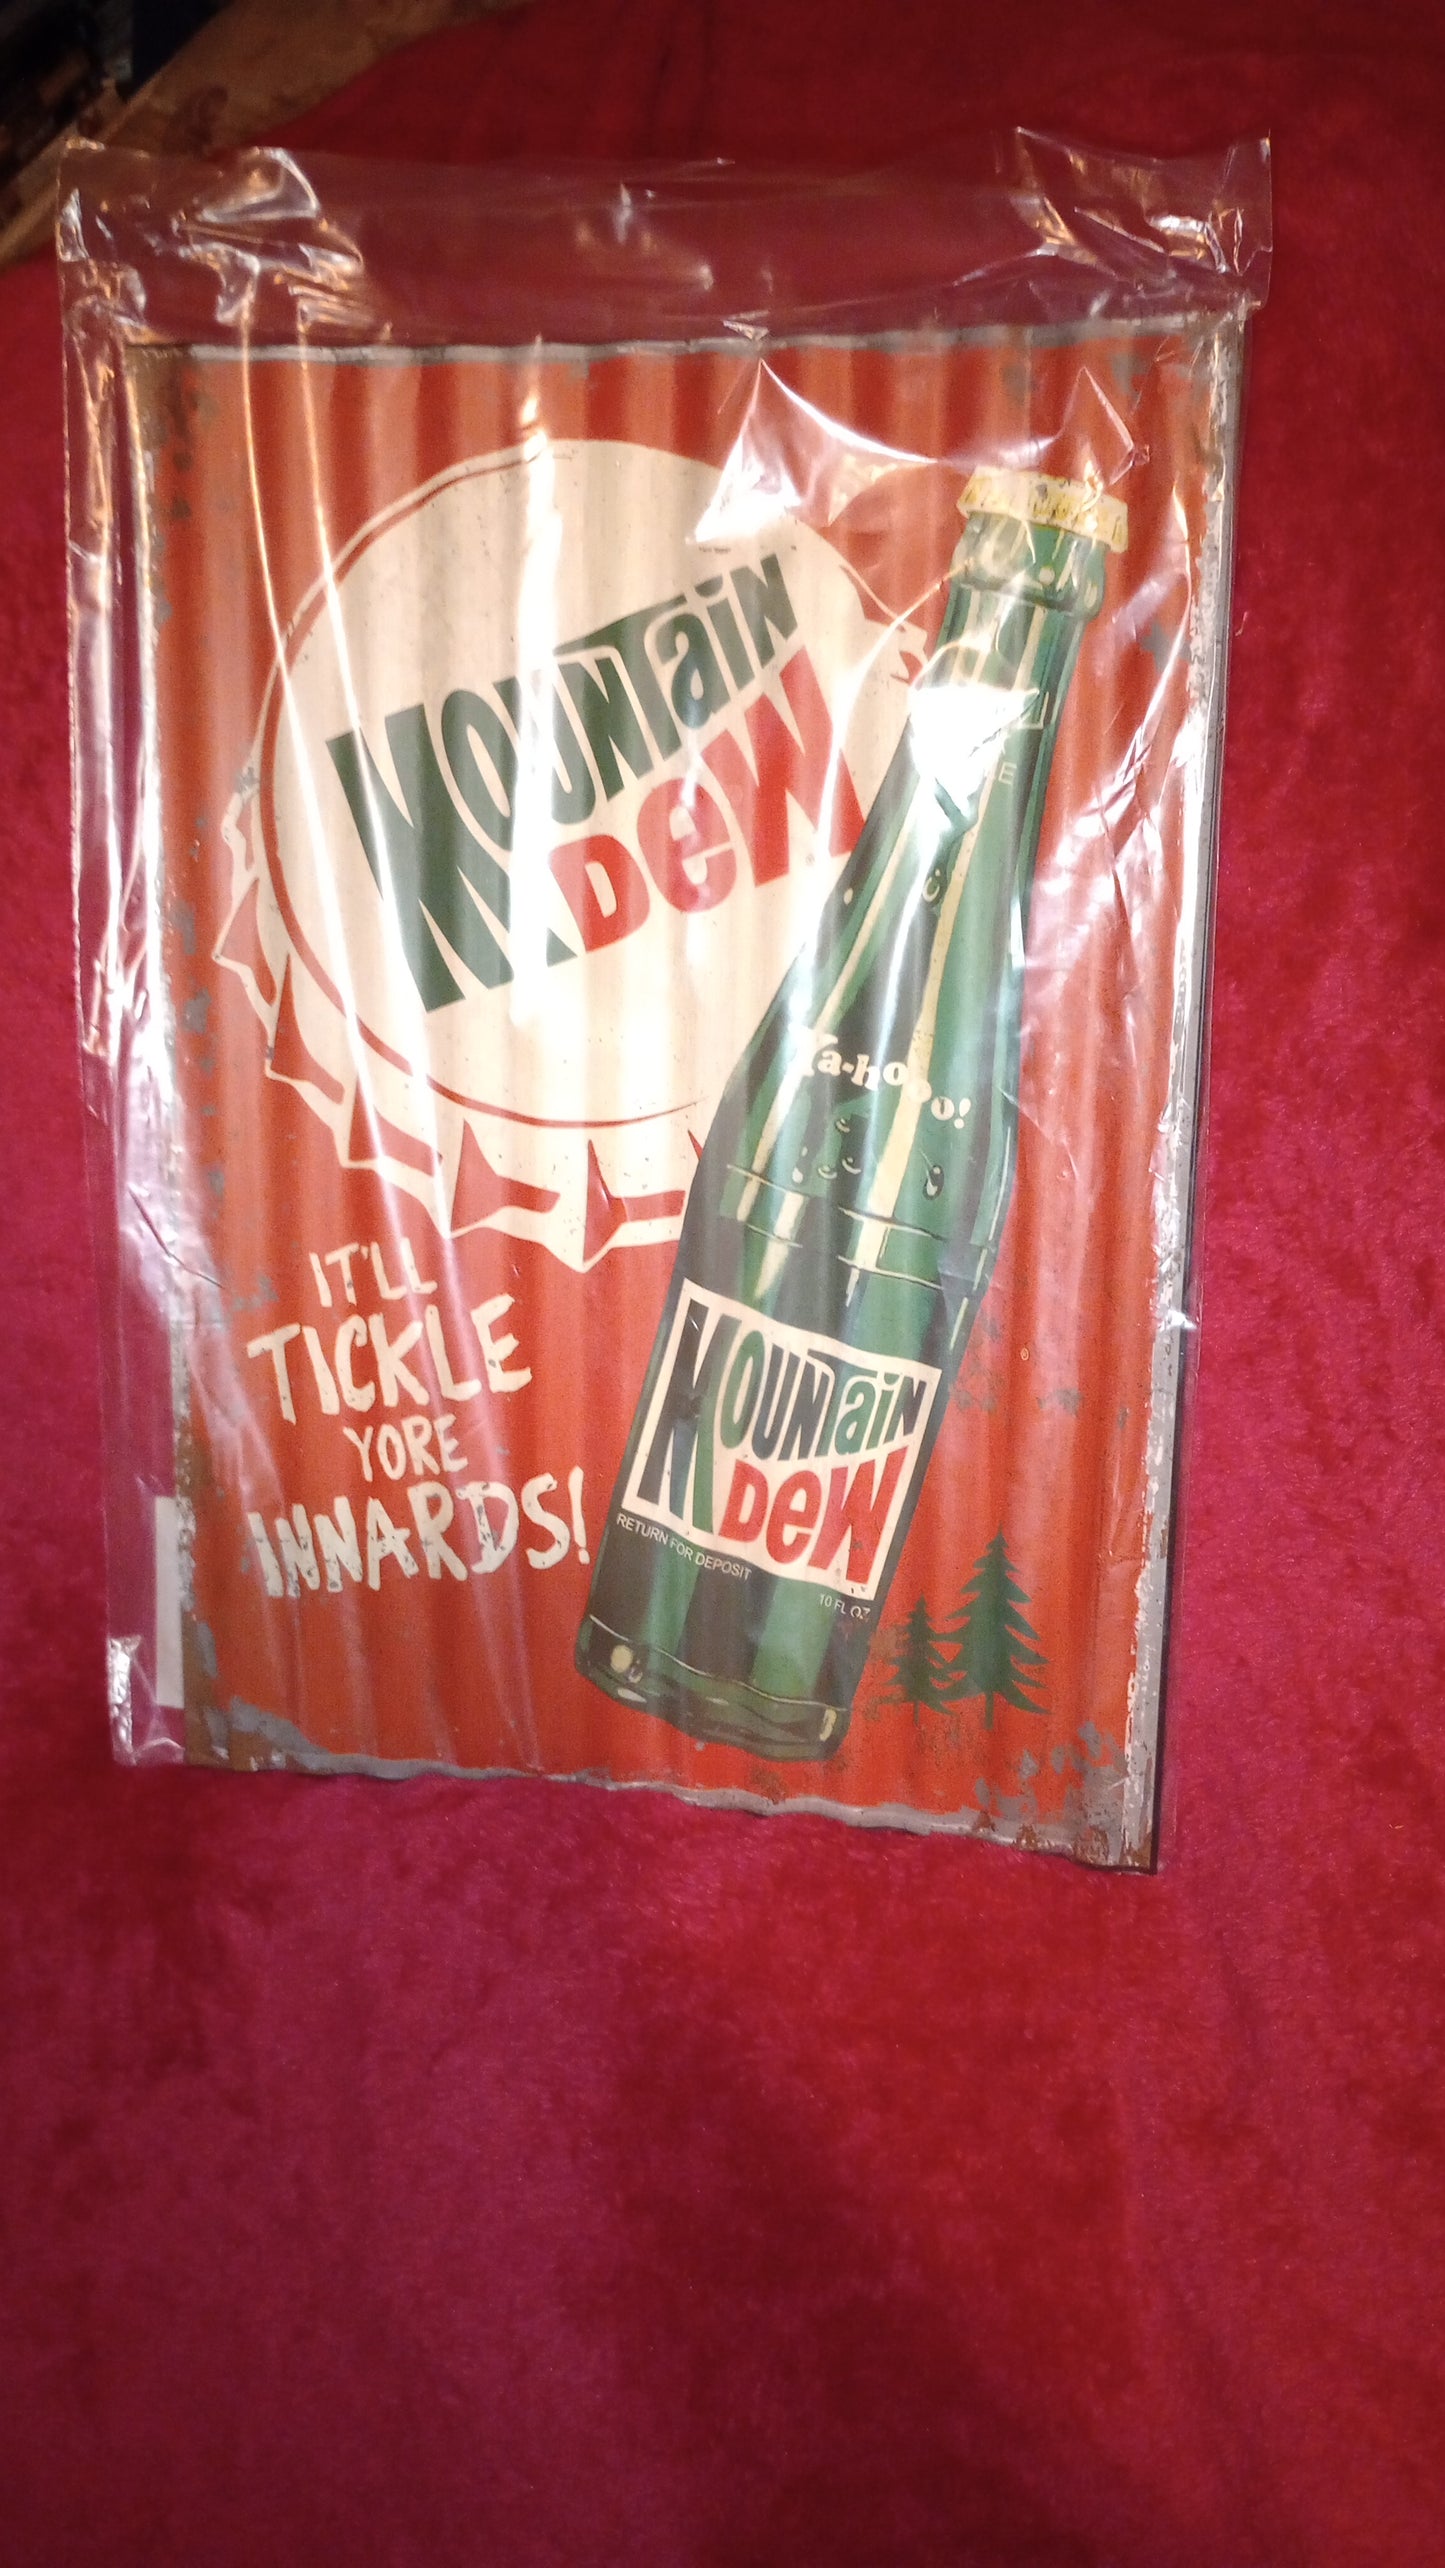 MOUNTaiN
DeW
Ya-hooo!
IT'LL
TICKLE
YORE
INNARDS!
MOUNTaiN
DeW
RETURN FOR DEPOSIT
10 FL OZ